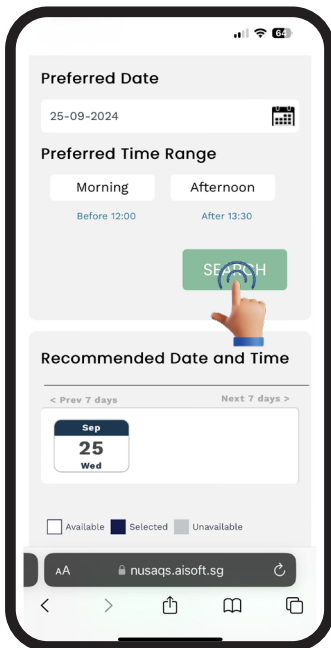 64
Preferred Date
25-09-2024
Preferred Time Range
Morning Afternoon
Before 12:00 After 13:30
SEARCH
Recommended Date and Time
< Prev 7 days Next 7 days >
Sep
25
Wed
Available Selected Unavailable
AA nusaqs.aisoft.sg